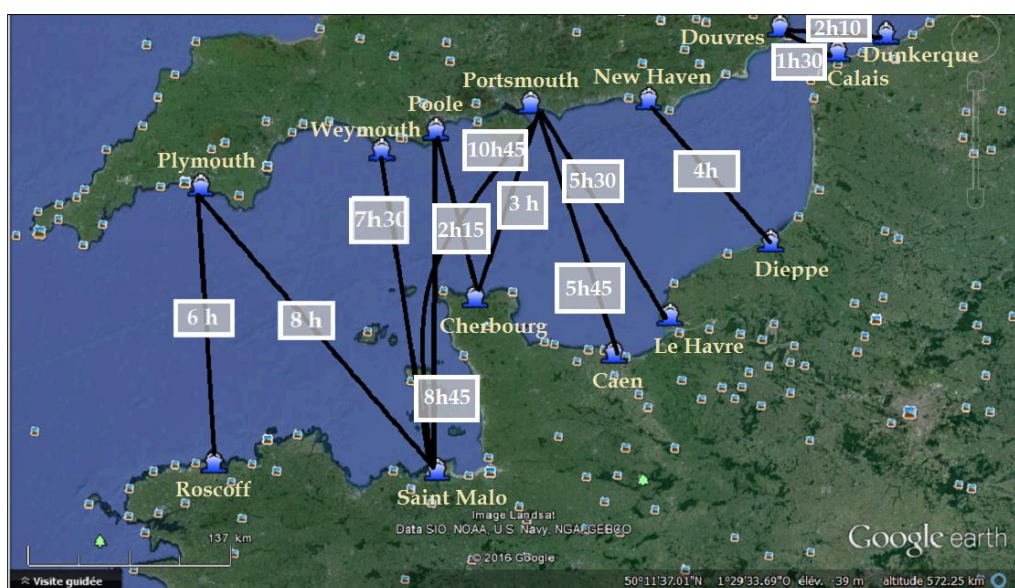 Douvres
2h10
Dunkerque
1h30
Calais
Portsmouth
New Haven
Poole
Weymouth
10h45
Plymouth
5h30
4h
3 h
7h30
2h15
Dieppe
5h45
6 h
8 h
Cherbourg
Le Havre
Caen
8h45
Roscoff
Saint Malo
Image Landsat
Data SIO, NOAA, U.S. Navy, NGA, GEBCO
137 km
Google earth
© 2016 Google
Visite guidée
50°11'37.01"N 1°29'33.69"O élév. -39 m altitude 572.25 km